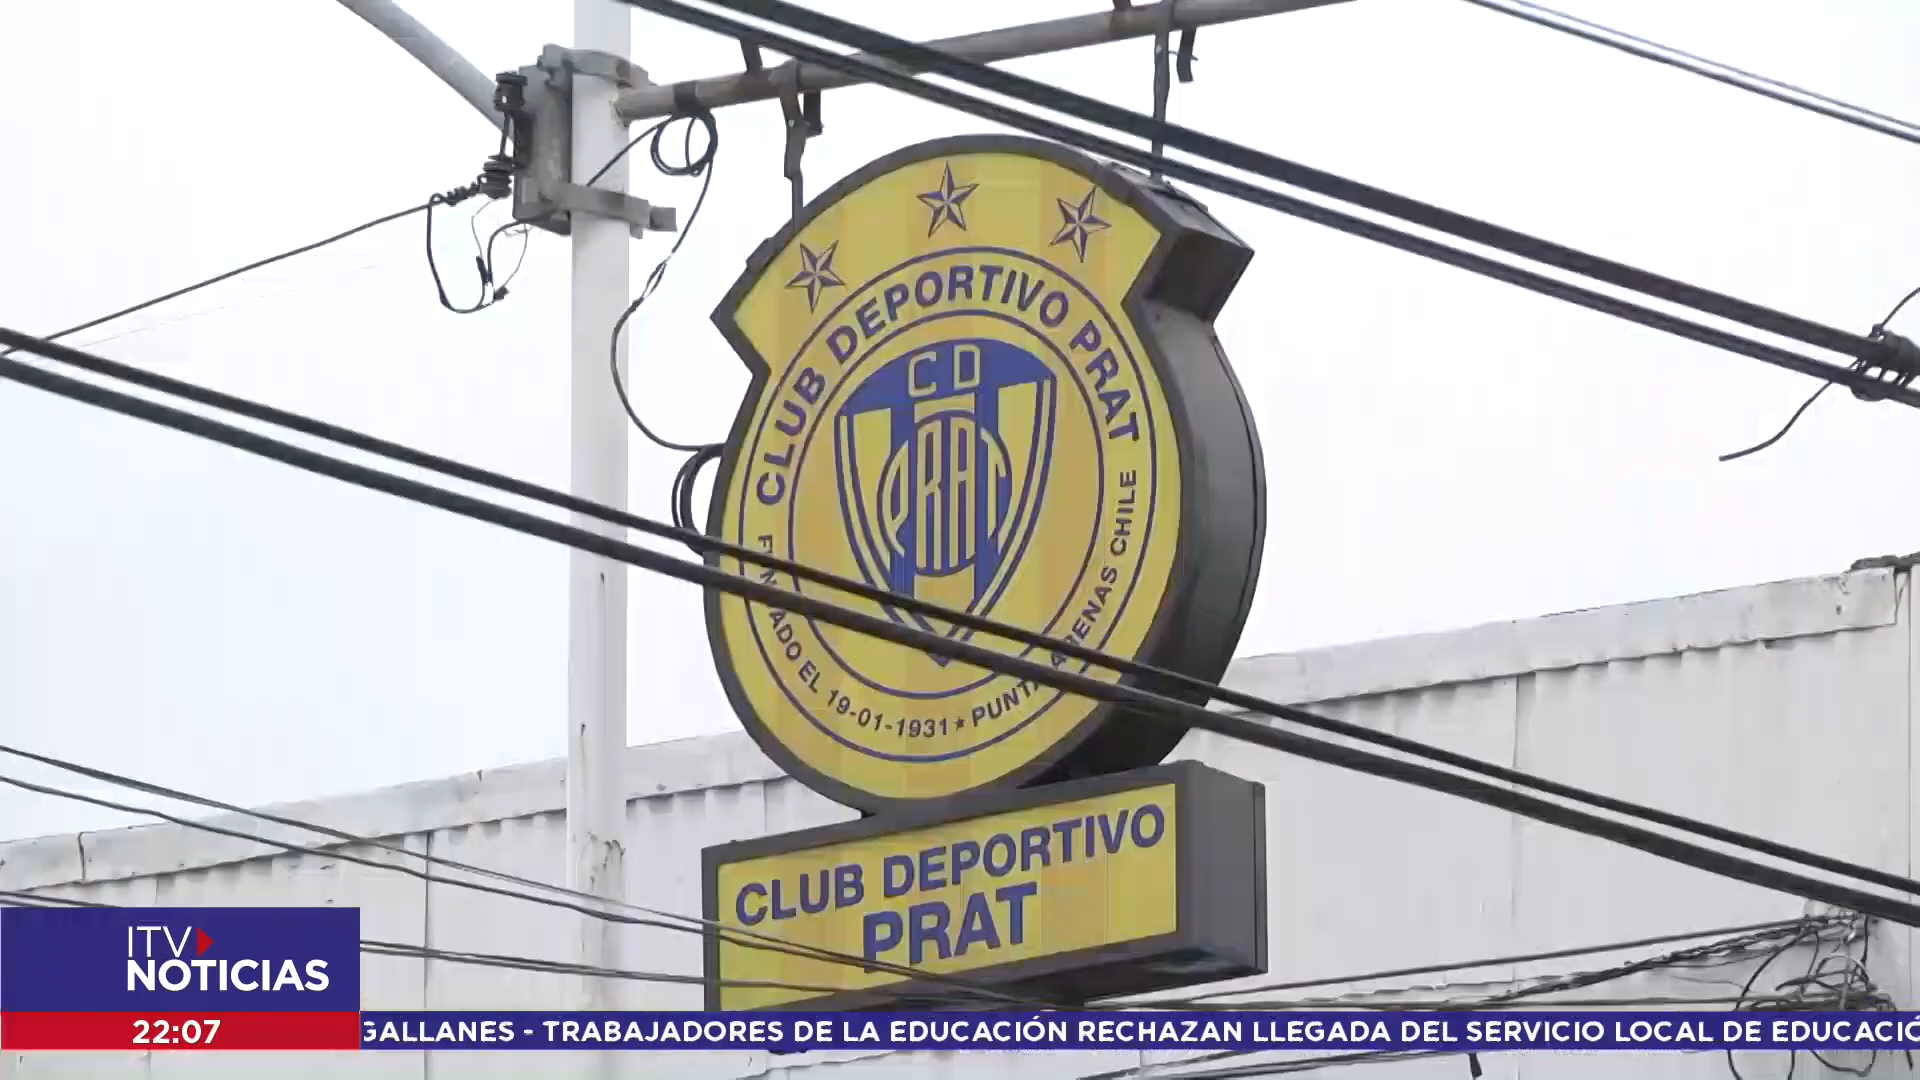 CLUB DEPORTIVO PRAT
CD
PRAT
EL 19-01-1931 * PUNTA ARENAS CHILE
CLUB DEPORTIVO
PRAT
ITV
NOTICIAS
22:07
GALLANES - TRABAJADORES DE LA EDUCACIÓN RECHAZAN LLEGADA DEL SERVICIO LOCAL DE EDUCACIÓ